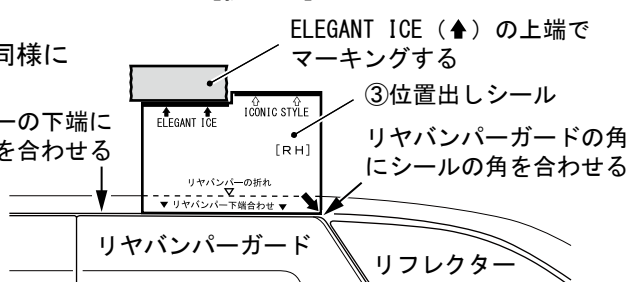 ELEGANT ICE（⬆）の上端で
マーキングする
同様に
③位置出しシール
ELEGANT ICE
ICONIC STYLE
[RH]
ーの下端に
を合わせる
リヤバンパーガードの角
にシールの角を合わせる
リヤバンパーの折れ
▼ リヤバンパー下端合わせ ▼
リヤバンパーガード
リフレクター